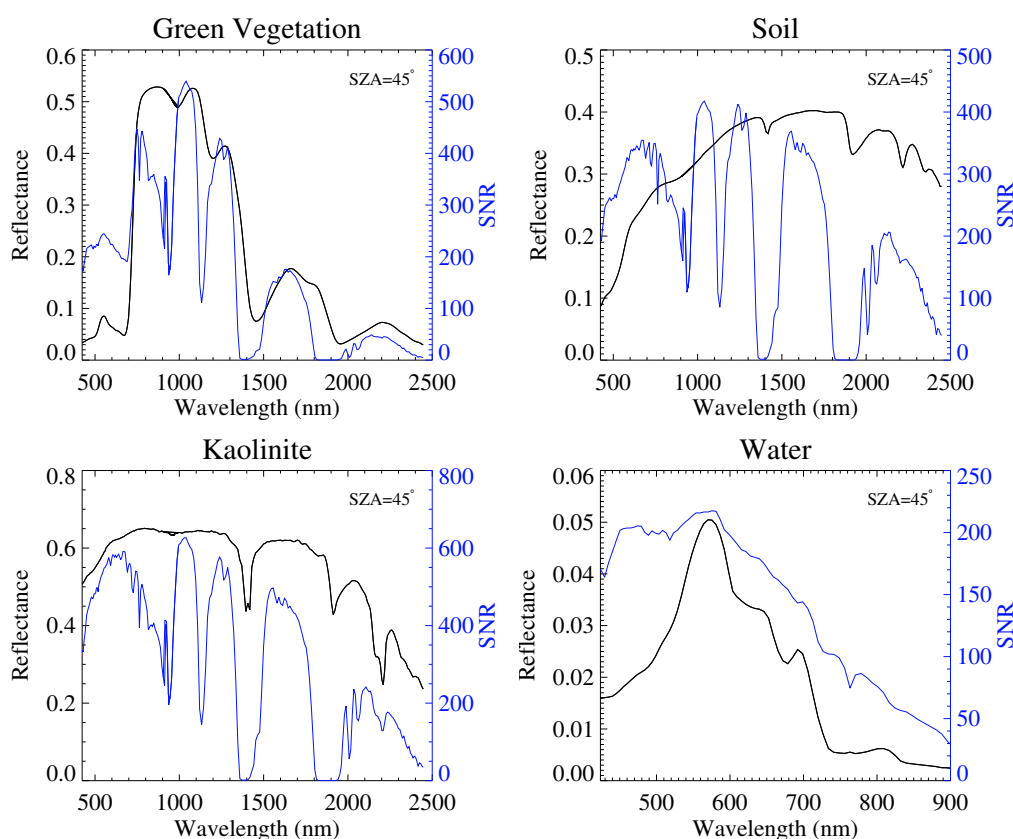 Green Vegetation
SZA=45°
Reflectance
0.6
0.5
0.4
0.3
0.2
0.1
0.0
600
500
400
300
200
100
0
SNR
500 1000 1500 2000 2500
Wavelength (nm)
Soil
SZA=45°
Reflectance
0.5
0.4
0.3
0.2
0.1
0.0
500
400
300
200
100
0
SNR
500 1000 1500 2000 2500
Wavelength (nm)
Kaolinite
SZA=45°
Reflectance
0.8
0.6
0.4
0.2
0.0
800
600
400
200
0
SNR
500 1000 1500 2000 2500
Wavelength (nm)
Water
SZA=45°
Reflectance
0.06
0.05
0.04
0.03
0.02
0.01
0.00
250
200
150
100
50
0
SNR
500 600 700 800 900
Wavelength (nm)